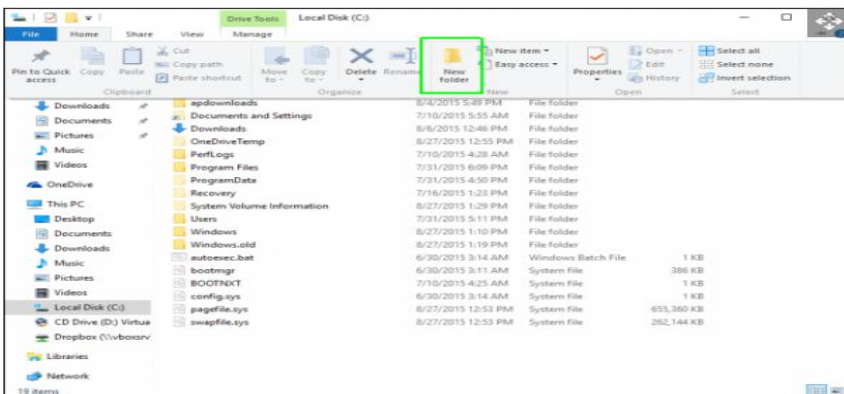 Drive Tools Local Disk (C:)
File Home Share View Manage
Pin to Quick access
Copy
Paste
Cut
Copy path
Paste shortcut
Clipboard
Move to
Copy to
Delete
Rename
Organize
New folder
New item
Easy access
New
Properties
Open
Edit
History
Open
Select all
Select none
Invert selection
Select
Downloads
Documents
Pictures
Music
Videos
OneDrive
This PC
Desktop
Documents
Downloads
Music
Pictures
Videos
Local Disk (C:)
CD Drive (D:) Virtua
Dropbox (\\vboxsrv
Libraries
Network
apdownloads 8/4/2015 5:49 PM File folder
Documents and Settings 7/10/2015 5:55 AM File folder
Downloads 8/6/2015 12:46 PM File folder
OneDriveTemp 8/27/2015 12:55 PM File folder
PerfLogs 7/10/2015 4:28 AM File folder
Program Files 7/31/2015 6:09 PM File folder
ProgramData 7/31/2015 4:50 PM File folder
Recovery 7/16/2015 1:23 PM File folder
System Volume Information 8/27/2015 1:29 PM File folder
Users 7/31/2015 5:11 PM File folder
Windows 8/27/2015 1:10 PM File folder
Windows.old 8/27/2015 1:19 PM File folder
autoexec.bat 6/30/2015 3:14 AM Windows Batch File 1 KB
bootmgr 6/30/2015 3:11 AM System file 386 KB
BOOTNXT 7/10/2015 4:25 AM System file 1 KB
config.sys 6/30/2015 3:14 AM System file 1 KB
pagefile.sys 8/27/2015 12:53 PM System file 655,360 KB
swapfile.sys 8/27/2015 12:53 PM System file 262,144 KB
19 items